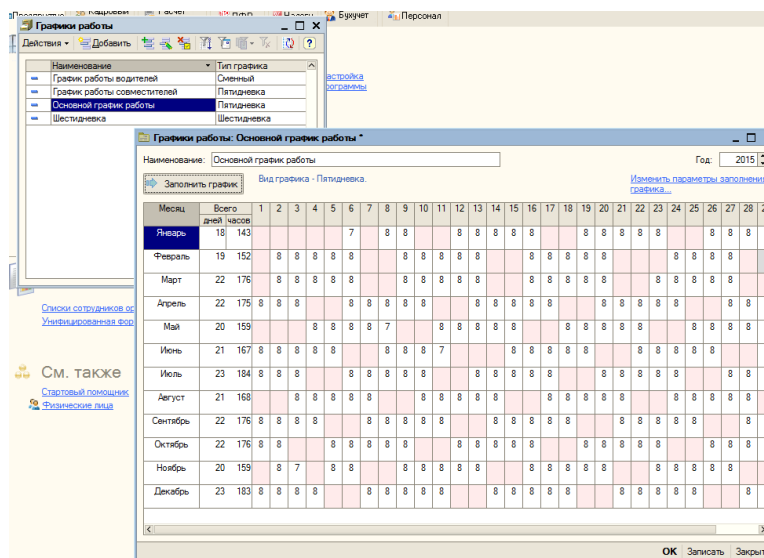 Кадровый
Расчет
Бухучет
Персонал
Графики работы
Действия Добавить
Наименование Тип графика
График работы водителей Сменный
График работы совместителей Пятидневка
Основной график работы Пятидневка
Шестидневка Шестидневка
Графики работы: Основной график работы *
Наименование: Основной график работы Год: 2015
Заполнить график Вид графика - Пятидневка. Изменить параметры заполнения графика...
Месяц Всего 1 2 3 4 5 6 7 8 9 10 11 12 13 14 15 16 17 18 19 20 21 22 23 24 25 26 27 28
дней часов
Январь 18 143 7 8 8 8 8 8 8 8 8 8 8 8 8 8 8 8
Февраль 19 152 8 8 8 8 8 8 8 8 8 8 8 8 8 8 8 8 8 8 8
Март 22 176 8 8 8 8 8 8 8 8 8 8 8 8 8 8 8 8 8 8 8 8
Апрель 22 175 8 8 8 8 8 8 8 8 8 8 8 8 8 8 8 8 8 8 8 8
Май 20 159 8 8 8 8 7 8 8 8 8 8 8 8 8 8 8 8 8 8 8
Июнь 21 167 8 8 8 8 8 8 8 8 7 8 8 8 8 8 8 8 8 8 8
Июль 23 184 8 8 8 8 8 8 8 8 8 8 8 8 8 8 8 8 8 8 8 8
Август 21 168 8 8 8 8 8 8 8 8 8 8 8 8 8 8 8 8 8 8 8 8
Сентябрь 22 176 8 8 8 8 8 8 8 8 8 8 8 8 8 8 8 8 8 8 8 8
Октябрь 22 176 8 8 8 8 8 8 8 8 8 8 8 8 8 8 8 8 8 8 8 8
Ноябрь 20 159 8 7 8 8 8 8 8 8 8 8 8 8 8 8 8 8 8 8 8
Декабрь 23 183 8 8 8 8 8 8 8 8 8 8 8 8 8 8 8 8 8 8 8 8
Списки сотрудников ор
Унифицированная фор
См. также
Стартовый помощник
Физические лица
OK Записать Закрыт